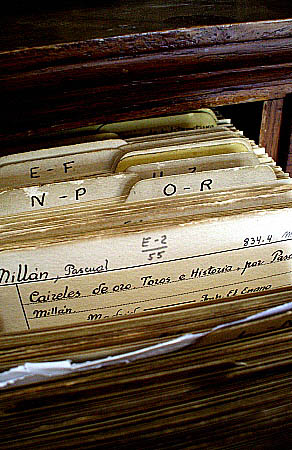 E-F
N-P
O-R
E-2
55
834.4
Millán, Pascual
Caireles de oro. Toros e Historia, por
Millán.